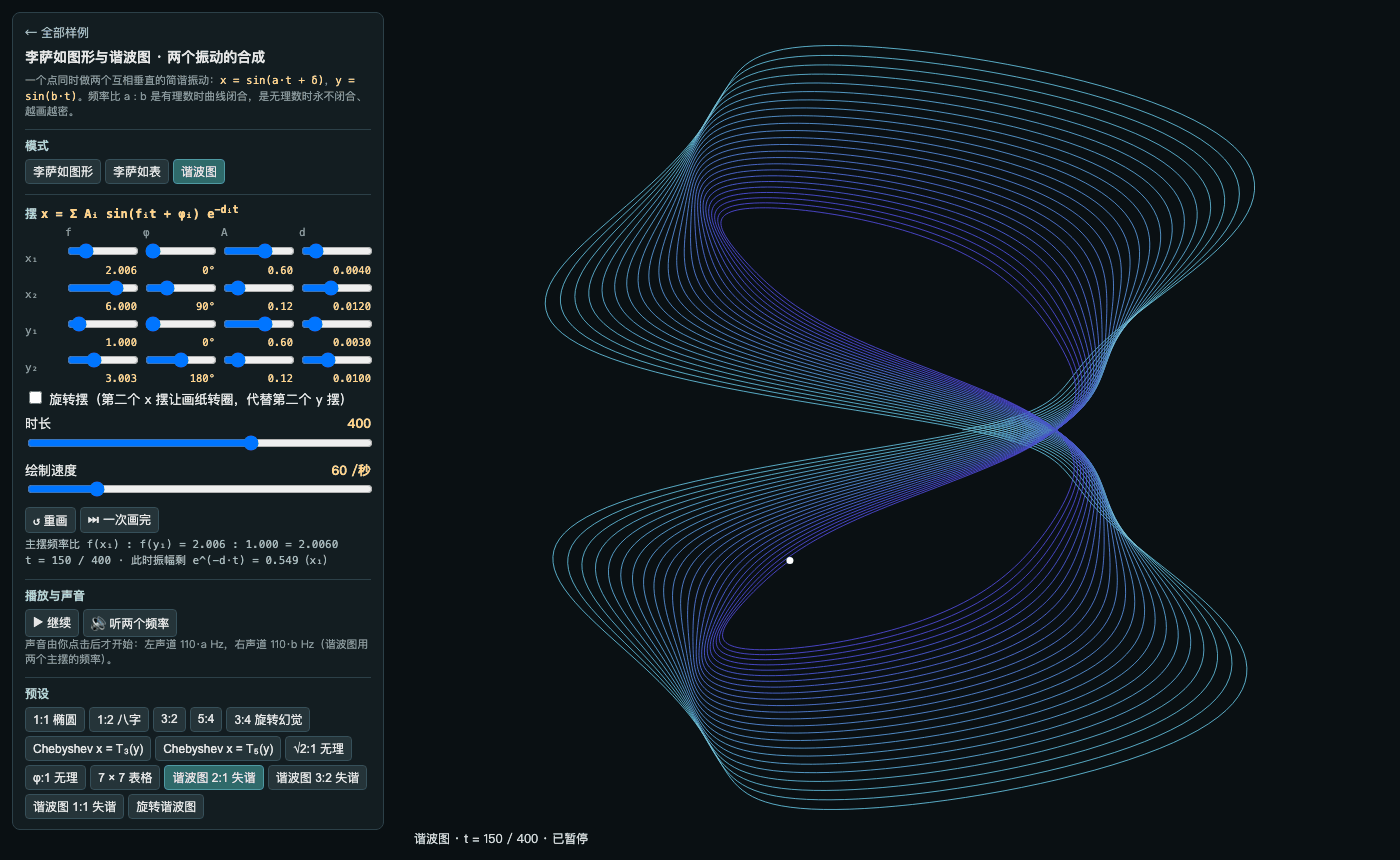 ← 全部样例
李萨如图形与谐波图 · 两个振动的合成
一个点同时做两个互相垂直的简谐振动：x = sin(a·t + δ)，y =
sin(b·t)。频率比 a : b 是有理数时曲线闭合，是无理数时永不闭合、
越画越密。
模式
李萨如图形 李萨如表 谐波图
摆 x = Σ Aᵢ sin(fᵢt + φᵢ) e^−dᵢt
f φ A d
x₁ 2.006 0° 0.60 0.0040
x₂ 6.000 90° 0.12 0.0120
y₁ 1.000 0° 0.60 0.0030
y₂ 3.003 180° 0.12 0.0100
旋转摆（第二个 x 摆让画纸转圈，代替第二个 y 摆）
时长 400
绘制速度 60 /秒
↺ 重画 ⏭ 一次画完
主摆频率比 f(x₁) : f(y₁) = 2.006 : 1.000 = 2.0060
t = 150 / 400 · 此时振幅剩 e^(−d·t) = 0.549（x₁）
播放与声音
▶ 继续 🔊 听两个频率
声音由你点击后才开始：左声道 110·a Hz，右声道 110·b Hz（谐波图用
两个主摆的频率）。
预设
1:1 椭圆 1:2 八字 3:2 5:4 3:4 旋转幻觉
Chebyshev x = T₃(y) Chebyshev x = T₆(y) √2:1 无理
φ:1 无理 7 × 7 表格 谐波图 2:1 失谐 谐波图 3:2 失谐
谐波图 1:1 失谐 旋转谐波图
谐波图 · t = 150 / 400 · 已暂停